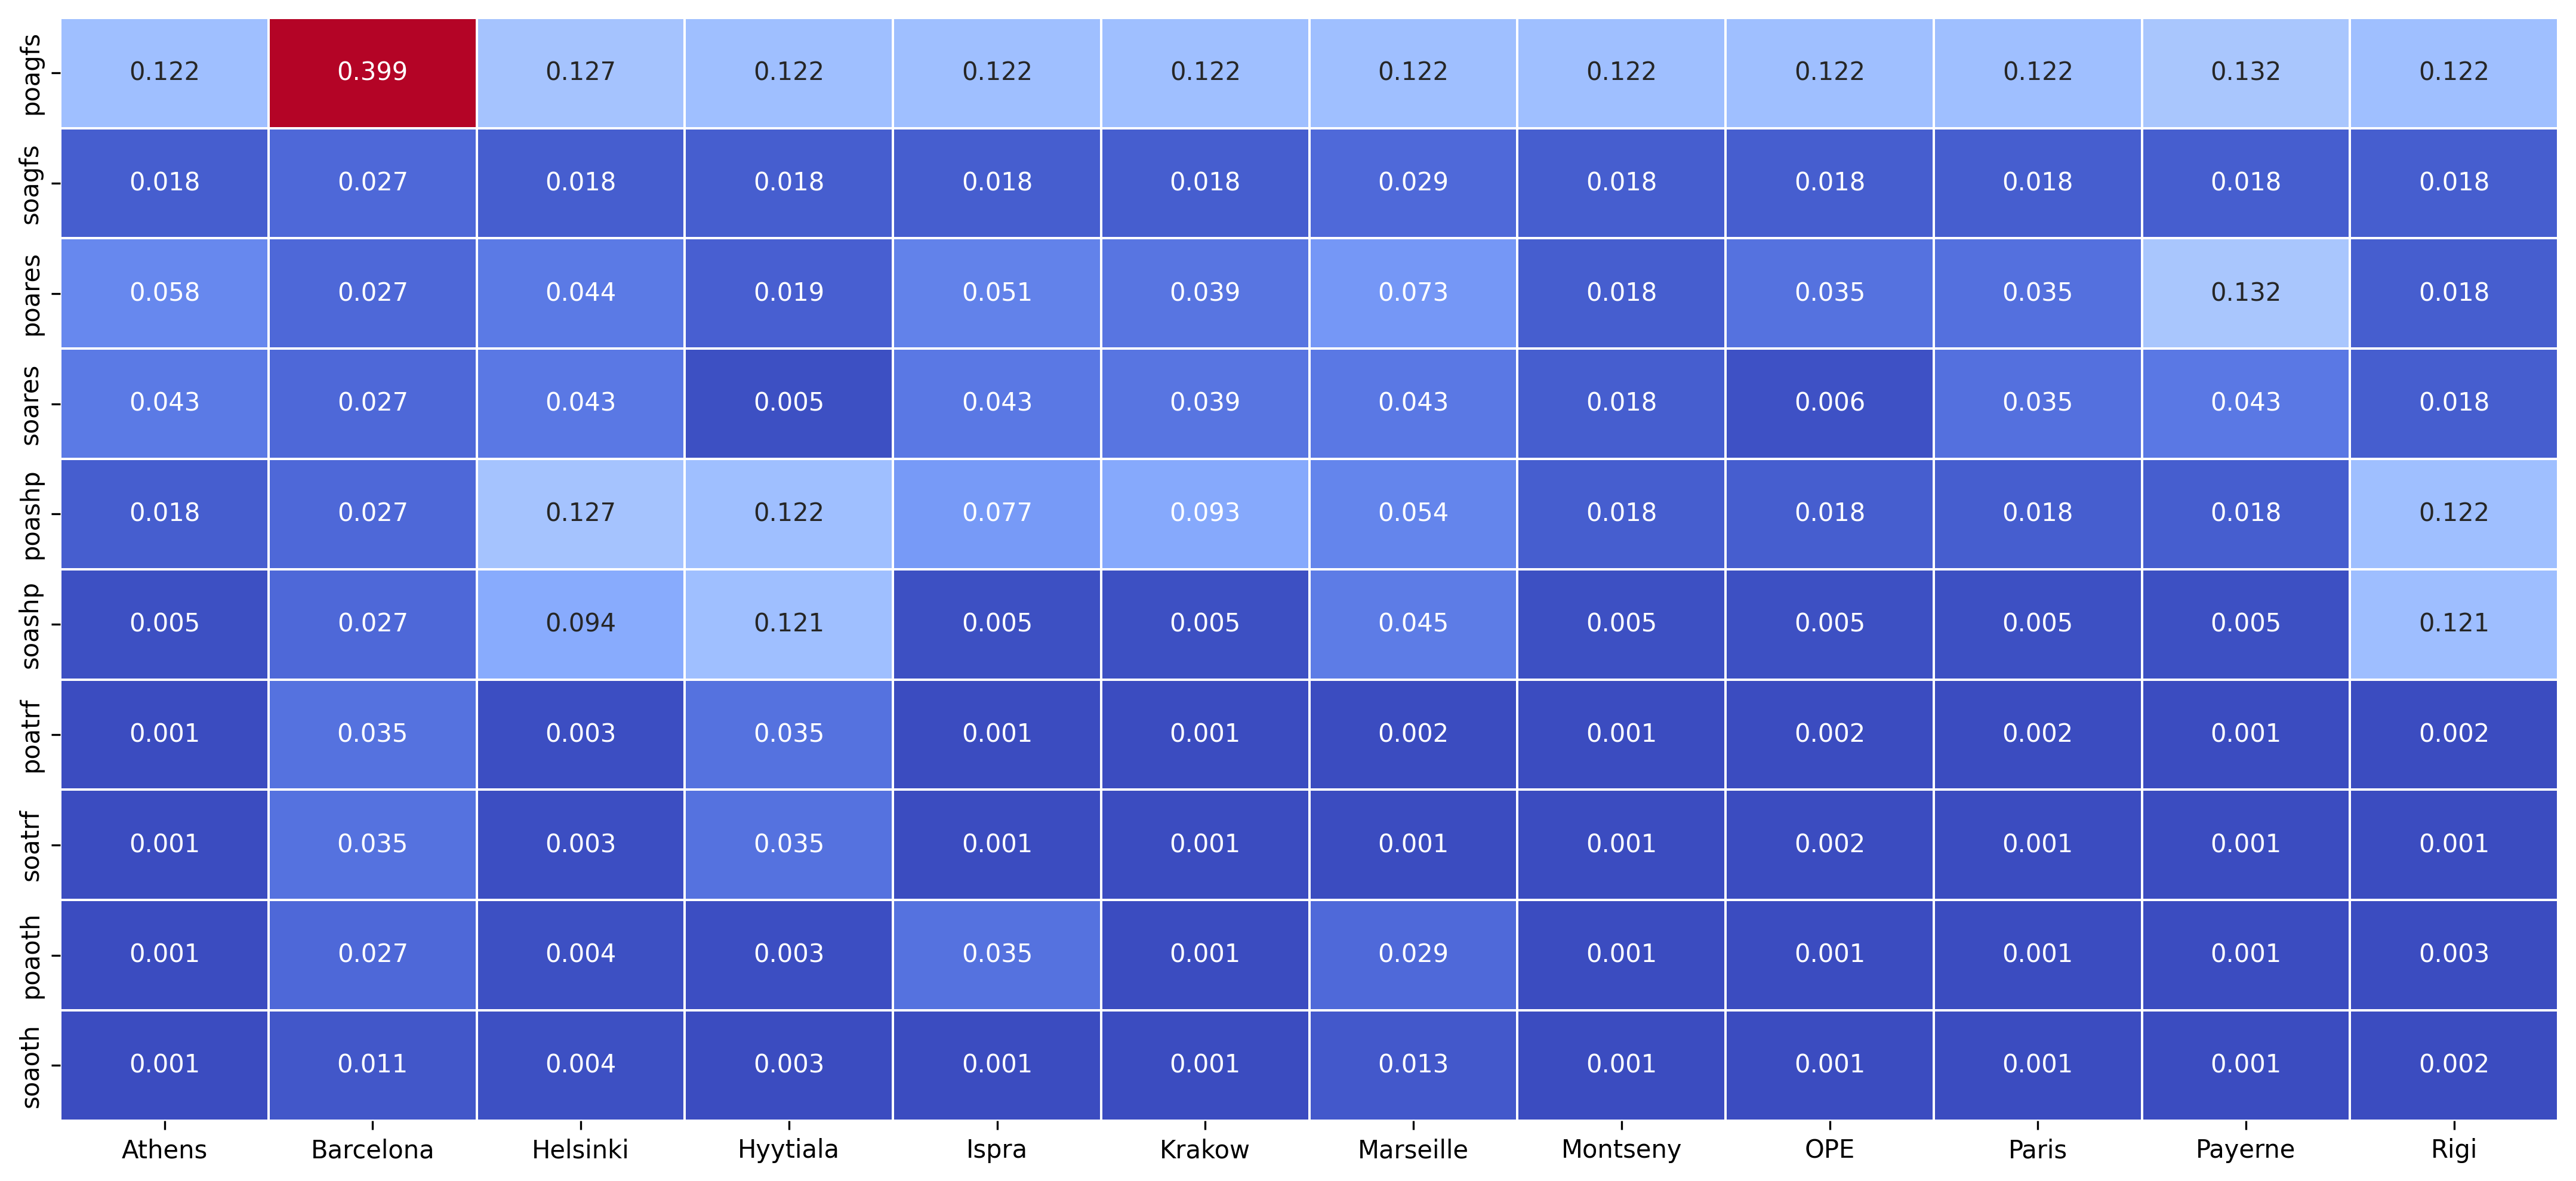 poagfs 0.122 0.399 0.127 0.122 0.122 0.122 0.122 0.122 0.122 0.122 0.132 0.122
soagfs 0.018 0.027 0.018 0.018 0.018 0.018 0.029 0.018 0.018 0.018 0.018 0.018
poares 0.058 0.027 0.044 0.019 0.051 0.039 0.073 0.018 0.035 0.035 0.132 0.018
soares 0.043 0.027 0.043 0.005 0.043 0.039 0.043 0.018 0.006 0.035 0.043 0.018
poashp 0.018 0.027 0.127 0.122 0.077 0.093 0.054 0.018 0.018 0.018 0.018 0.122
soashp 0.005 0.027 0.094 0.121 0.005 0.005 0.045 0.005 0.005 0.005 0.005 0.121
poatrf 0.001 0.035 0.003 0.035 0.001 0.001 0.002 0.001 0.002 0.002 0.001 0.002
soatrf 0.001 0.035 0.003 0.035 0.001 0.001 0.001 0.001 0.002 0.001 0.001 0.001
poaoth 0.001 0.027 0.004 0.003 0.035 0.001 0.029 0.001 0.001 0.001 0.001 0.003
soaoth 0.001 0.011 0.004 0.003 0.001 0.001 0.013 0.001 0.001 0.001 0.001 0.002
Athens Barcelona Helsinki Hyytiala Ispra Krakow Marseille Montseny OPE Paris Payerne Rigi